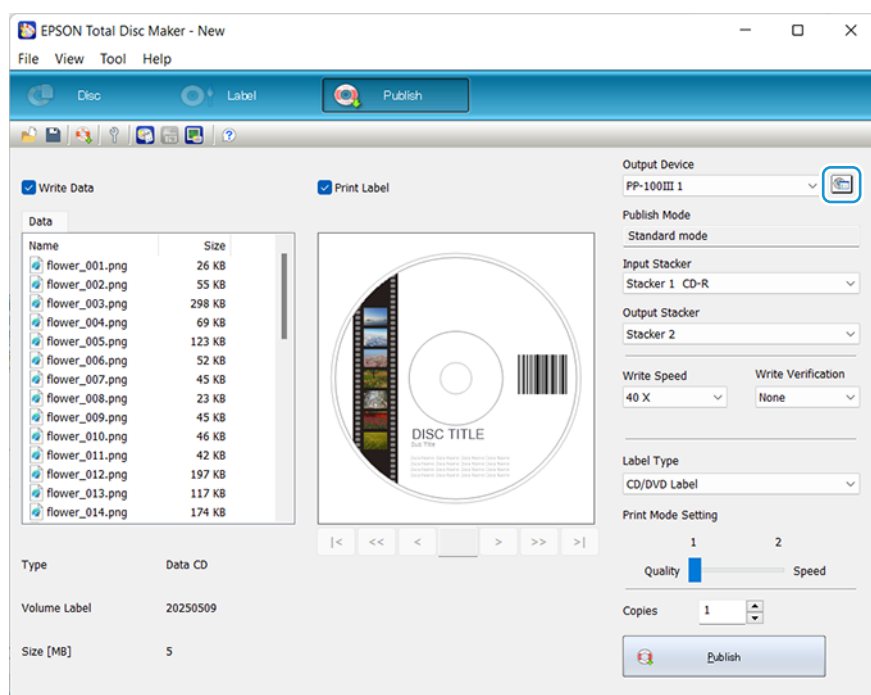 EPSON Total Disc Maker - New
File View Tool Help
Disc Label Publish
Write Data
Data
Name Size
flower_001.png 26 KB
flower_002.png 55 KB
flower_003.png 298 KB
flower_004.png 69 KB
flower_005.png 123 KB
flower_006.png 52 KB
flower_007.png 45 KB
flower_008.png 23 KB
flower_009.png 45 KB
flower_010.png 46 KB
flower_011.png 42 KB
flower_012.png 197 KB
flower_013.png 117 KB
flower_014.png 174 KB
Type Data CD
Volume Label 20250509
Size [MB] 5
Print Label
DISC TITLE
Sub Title
|< << < > >> >|
Output Device
PP-100III 1
Publish Mode
Standard mode
Input Stacker
Stacker 1 CD-R
Output Stacker
Stacker 2
Write Speed Write Verification
40 X None
Label Type
CD/DVD Label
Print Mode Setting
1 2
Quality Speed
Copies 1
Publish